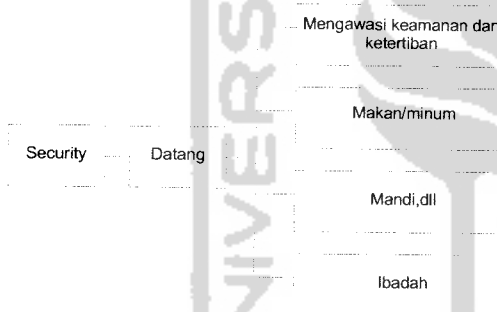 Mengawasi keamanan dan
ketertiban
Makan/minum
Security
Datang
Mandi,dll
Ibadah